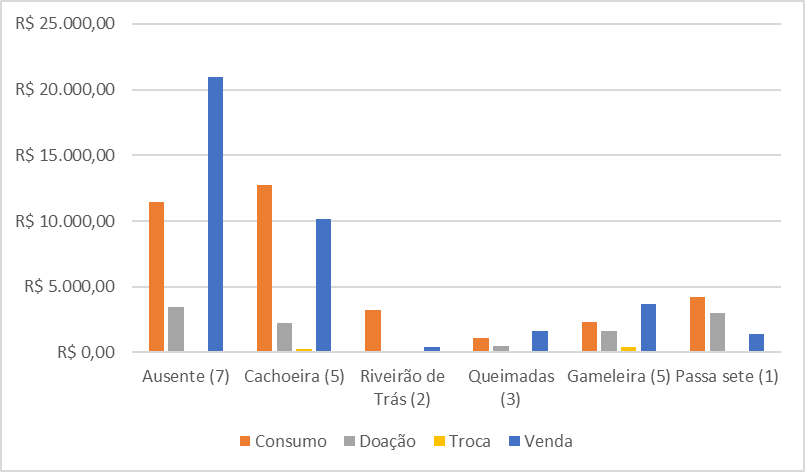 R$ 25.000,00
R$ 20.000,00
R$ 15.000,00
R$ 10.000,00
R$ 5.000,00
R$ 0,00
Ausente (7)
Cachoeira (5)
Riveirão de
Trás (2)
Queimadas
(3)
Gameleira (5)
Passa sete (1)
Consumo
Doação
Troca
Venda